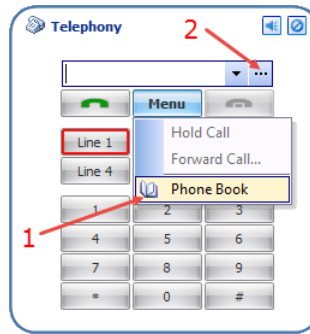 Telephony
2
...
Menu
Line 1
Hold Call
Forward Call...
Line 4
Phone Book
1
1 2 3
4 5 6
7 8 9
* 0 #